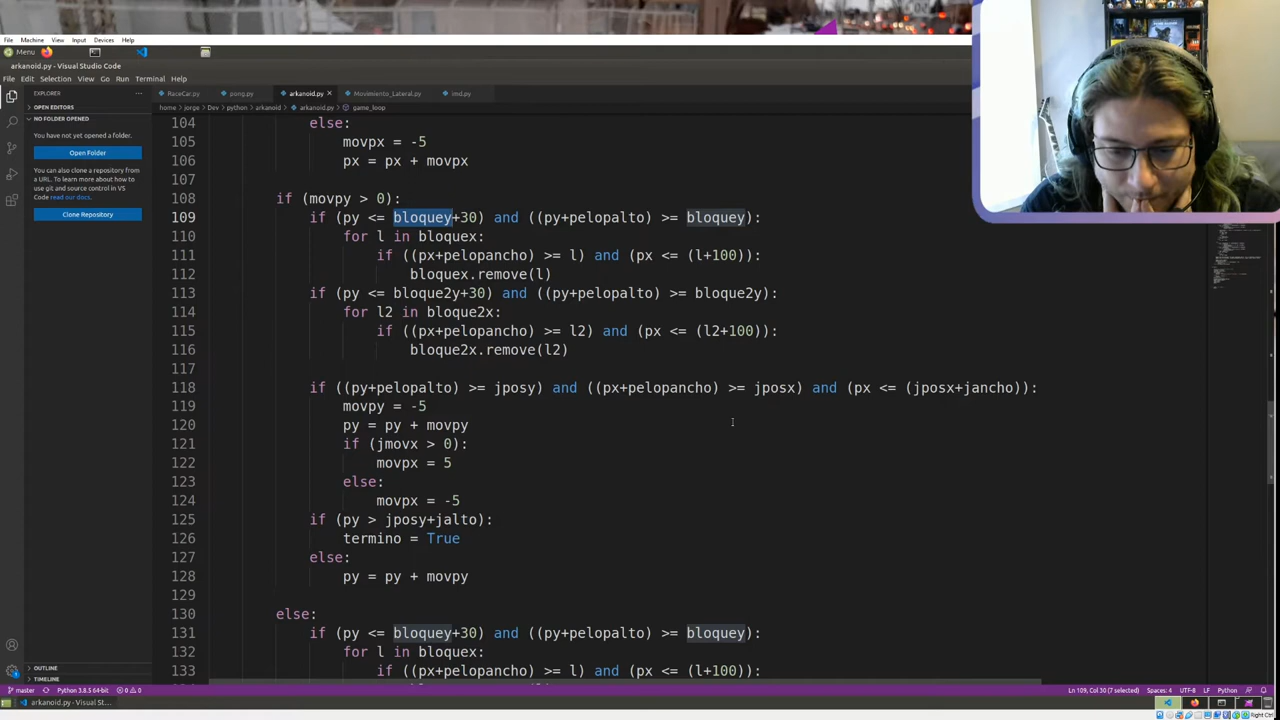 File Machine View Input Devices Help
Menu
arkanoid.py - Visual Studio Code
File Edit Selection View Go Run Terminal Help
EXPLORER
RaceCar.py
pong.py
arkanoid.py
Movimiento_Lateral.py
imd.py
OPEN EDITORS
home > jorge > Dev > python > arkanoid > arkanoid.py > game_loop
NO FOLDER OPENED
You have not yet opened a folder.
Open Folder
You can also clone a repository
from a URL. To learn more about how
to use git and source control in VS
Code read our docs.
Clone Repository
104 else:
105 movpx = -5
106 px = px + movpx
107
108 if (movpy > 0):
109 if (py <= bloquey+30) and ((py+pelopalto) >= bloquey):
110 for l in bloquex:
111 if ((px+pelopancho) >= l) and (px <= (l+100)):
112 bloquex.remove(l)
113 if (py <= bloque2y+30) and ((py+pelopalto) >= bloque2y):
114 for l2 in bloque2x:
115 if ((px+pelopancho) >= l2) and (px <= (l2+100)):
116 bloque2x.remove(l2)
117
118 if ((py+pelopalto) >= jposy) and ((px+pelopancho) >= jposx) and (px <= (jposx+jancho)):
119 movpy = -5
120 py = py + movpy
121 if (jmovx > 0):
122 movpx = 5
123 else:
124 movpx = -5
125 if (py > jposy+jalto):
126 termino = True
127 else:
128 py = py + movpy
129
130 else:
131 if (py <= bloquey+30) and ((py+pelopalto) >= bloquey):
132 for l in bloquex:
133 if ((px+pelopancho) >= l) and (px <= (l+100)):
OUTLINE
TIMELINE
master Python 3.8.5 64-bit 0 0
Ln 109, Col 30 (7 selected) Spaces: 4 UTF-8 LF Python
arkanoid.py - Visual St...
Right Ctrl